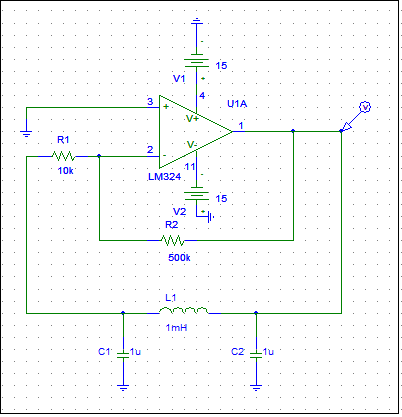 -
15
V1
+
4
U1A
3
+
V+
1
V
R1
2
-
V-
10k
LM324
11
-
15
V2
+
R2
500k
L1
1mH
C1
1u
C2
1u